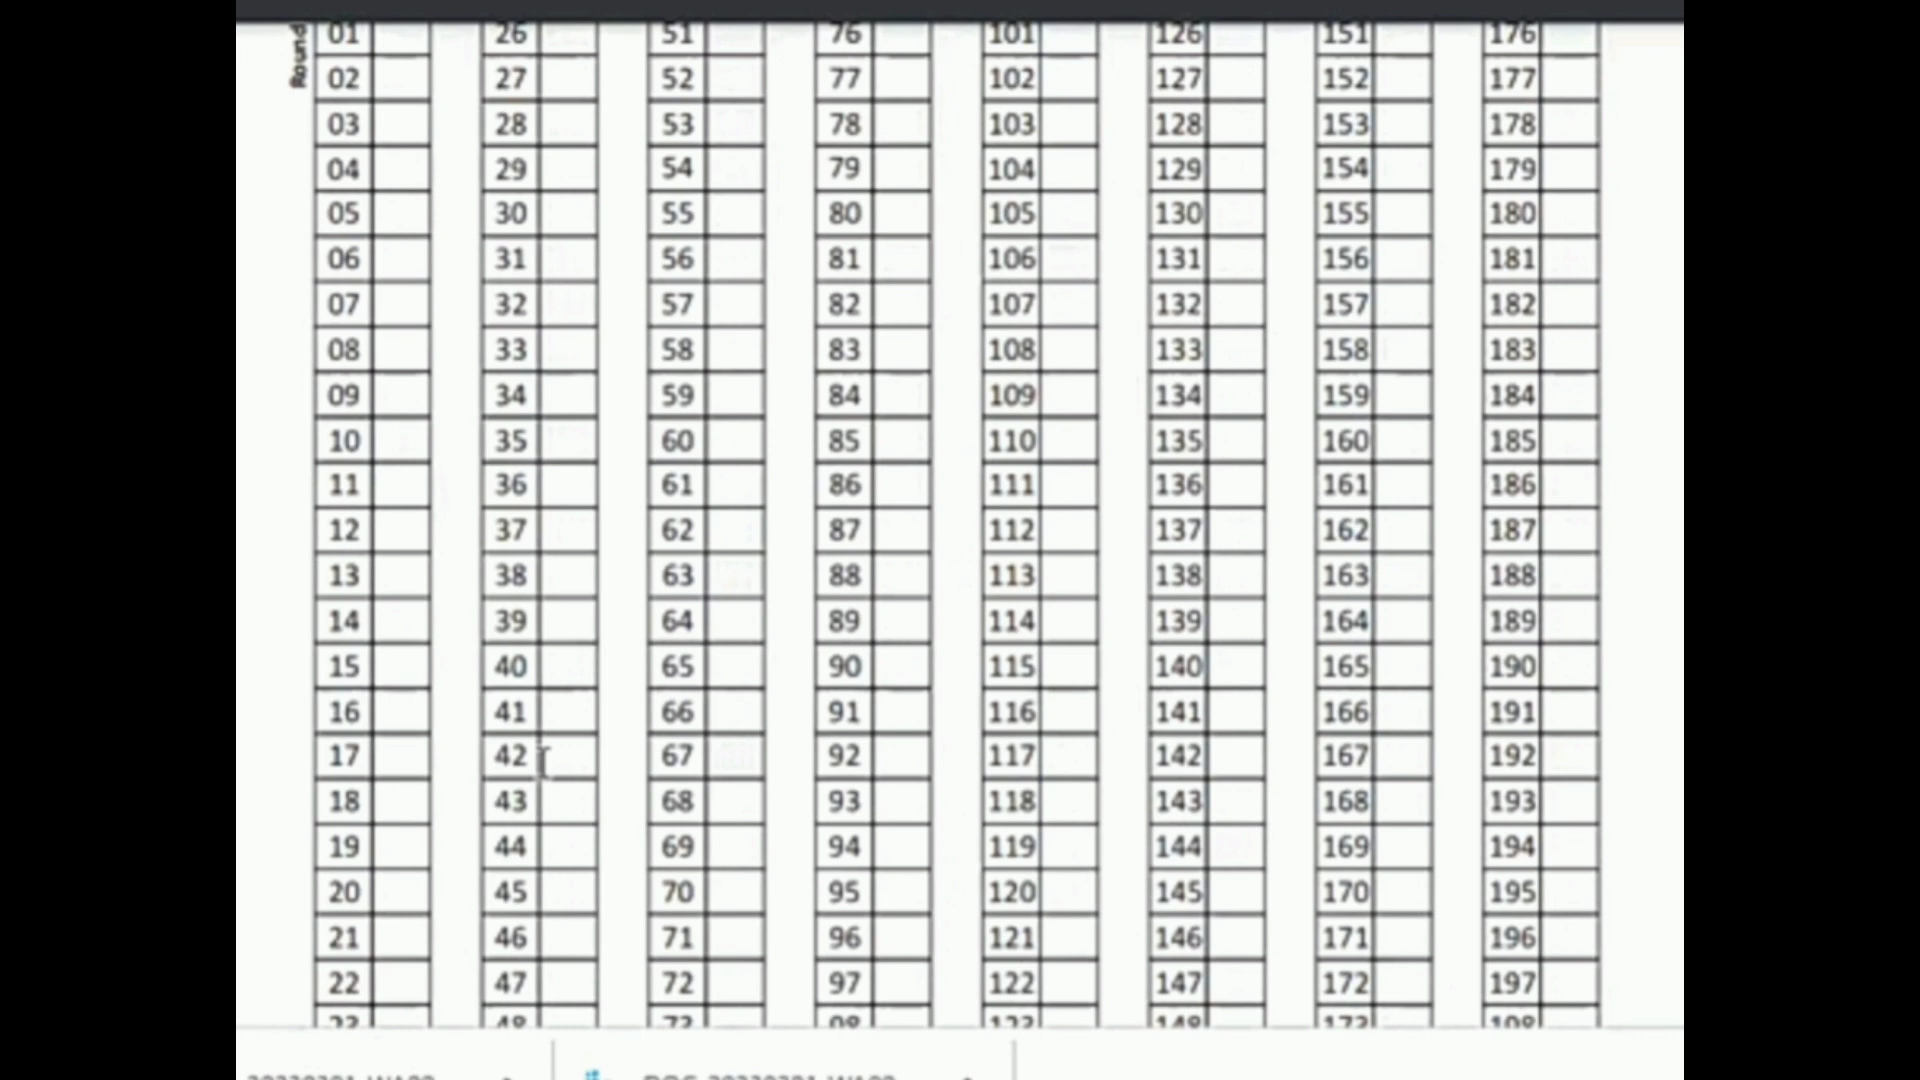 Round
01 26 51 76 101 126 151 176
02 27 52 77 102 127 152 177
03 28 53 78 103 128 153 178
04 29 54 79 104 129 154 179
05 30 55 80 105 130 155 180
06 31 56 81 106 131 156 181
07 32 57 82 107 132 157 182
08 33 58 83 108 133 158 183
09 34 59 84 109 134 159 184
10 35 60 85 110 135 160 185
11 36 61 86 111 136 161 186
12 37 62 87 112 137 162 187
13 38 63 88 113 138 163 188
14 39 64 89 114 139 164 189
15 40 65 90 115 140 165 190
16 41 66 91 116 141 166 191
17 42 67 92 117 142 167 192
18 43 68 93 118 143 168 193
19 44 69 94 119 144 169 194
20 45 70 95 120 145 170 195
21 46 71 96 121 146 171 196
22 47 72 97 122 147 172 197
23 48 73 98 123 148 173 198